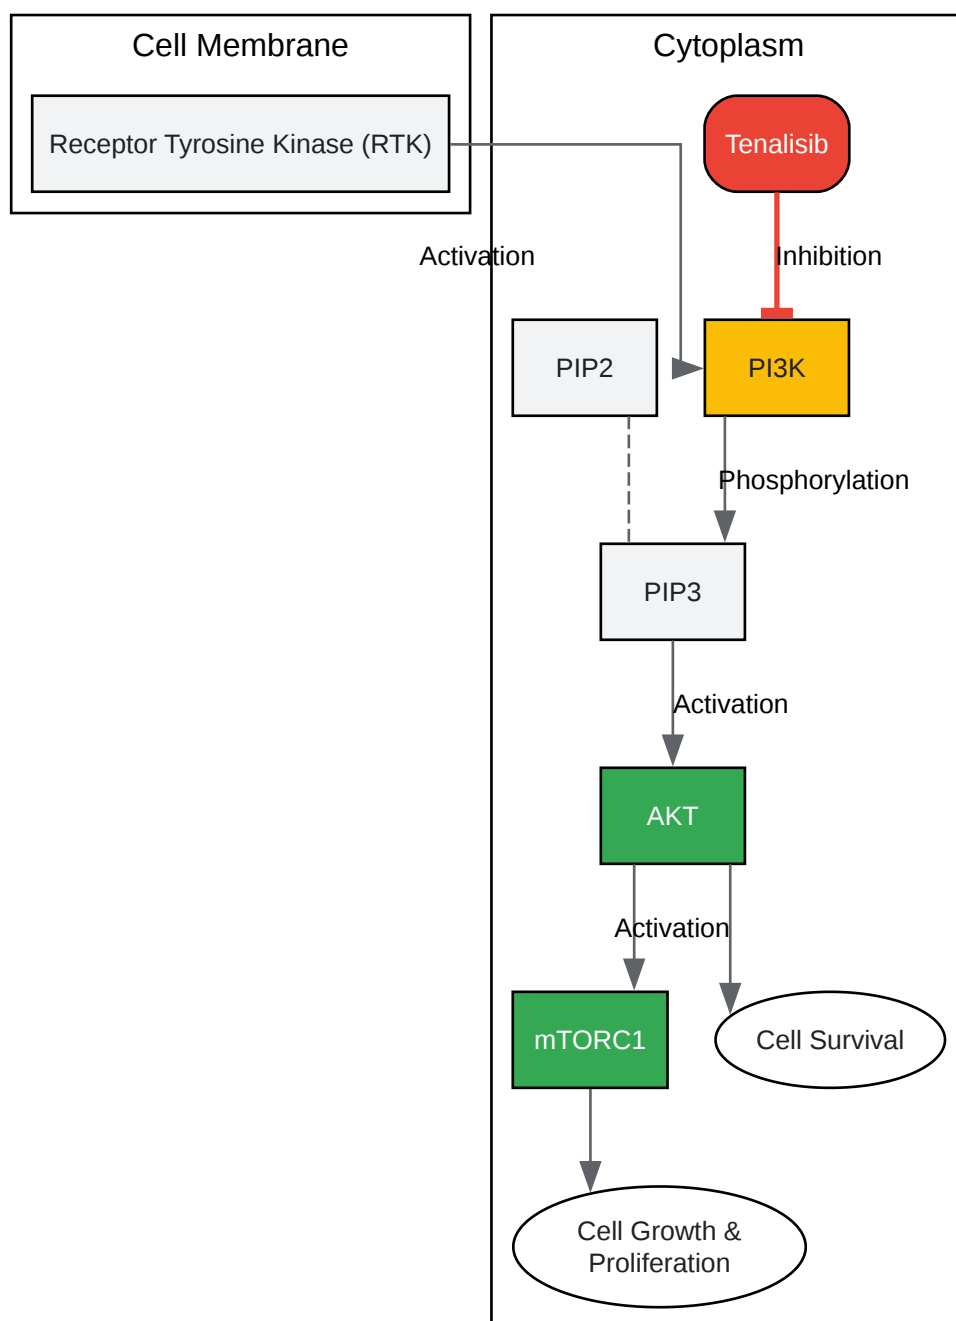 Cell Membrane
Cytoplasm
Receptor Tyrosine Kinase (RTK)
Tenalisib
Activation
Inhibition
PIP2
PI3K
Phosphorylation
PIP3
Activation
AKT
Activation
mTORC1
Cell Survival
Cell Growth &
Proliferation